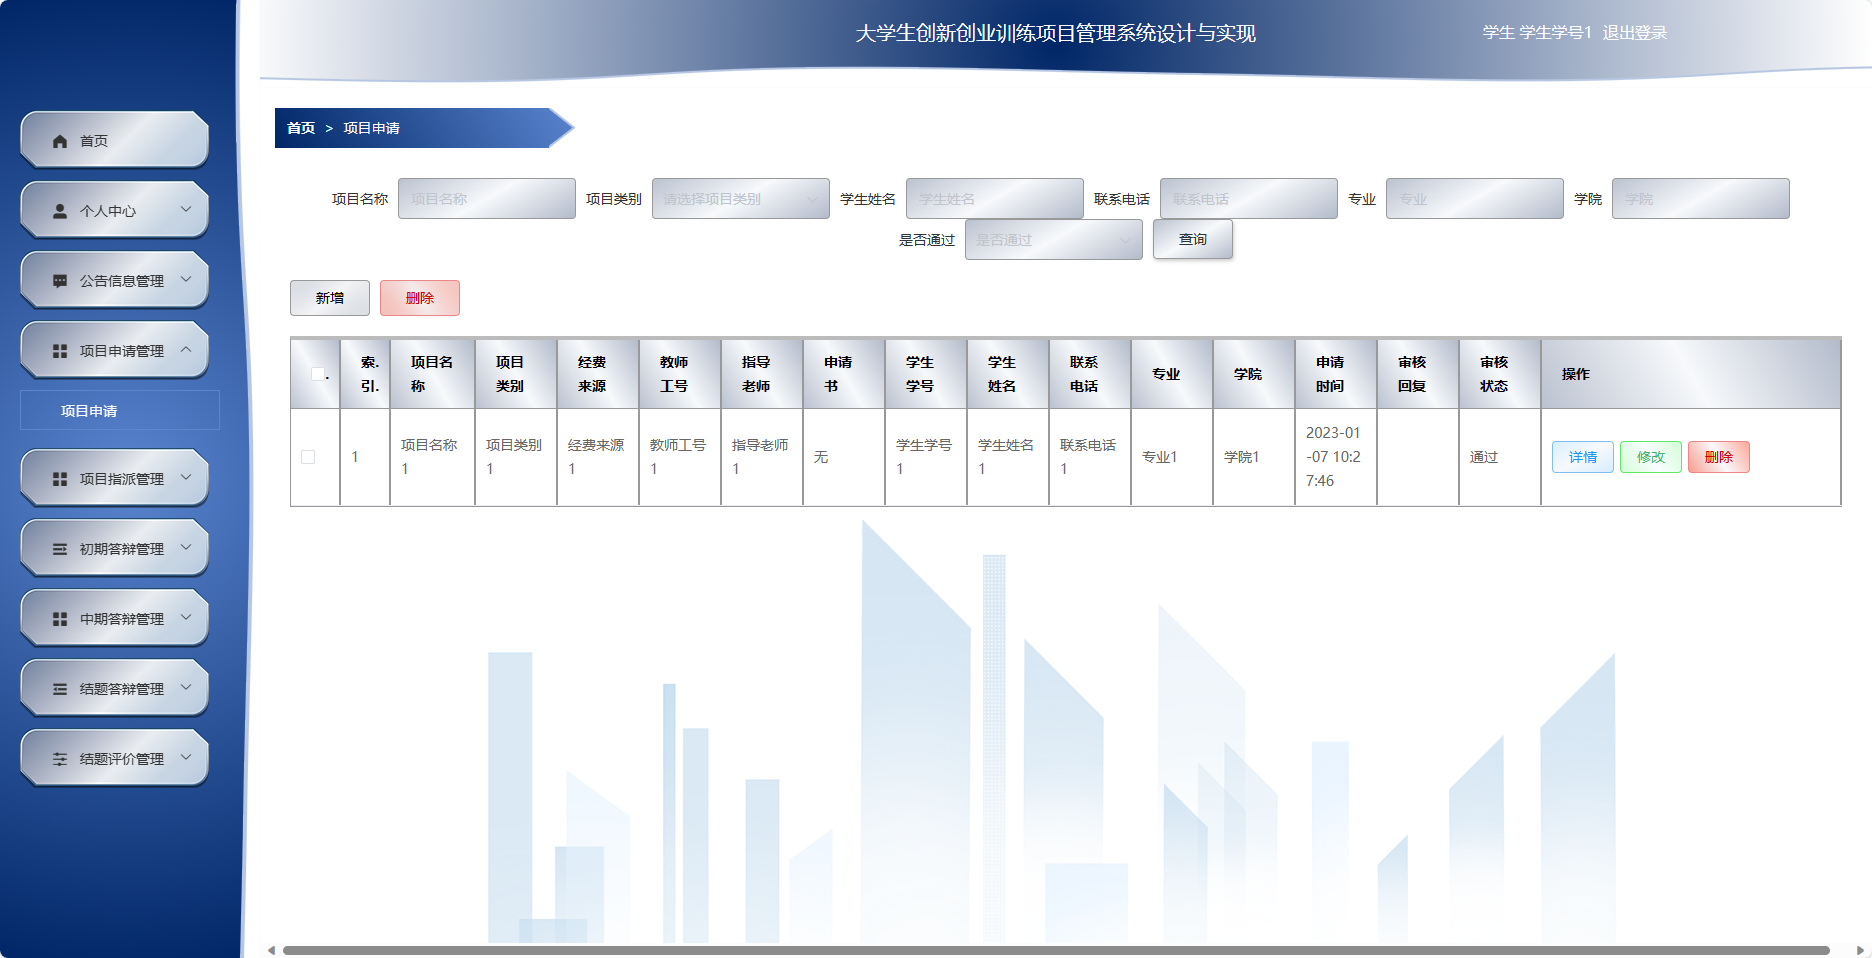 大学生创新创业训练项目管理系统设计与实现
学生 学生学号1 退出登录
首页
个人中心
公告信息管理
项目申请管理
项目申请
项目指派管理
初期答辩管理
中期答辩管理
结题答辩管理
结题评价管理
首页 > 项目申请
项目名称 项目名称 项目类别 请选择项目类别 学生姓名 学生姓名 联系电话 联系电话 专业 专业 学院 学院
是否通过 是否通过 查询
新增 删除
. 索. 项目名 项目 经费 教师 指导 申请 学生 学生 联系 专业 学院 申请 审核 审核 操作
引. 称 类别 来源 工号 老师 书 学号 姓名 电话 时间 回复 状态
项目名称 项目类别 经费来源 教师工号 指导老师 学生学号 学生姓名 联系电话 2023-01
1 无 专业1 学院1 -07 10:2 通过 详情 修改 删除
1 1 1 1 1 1 1 1 7:46